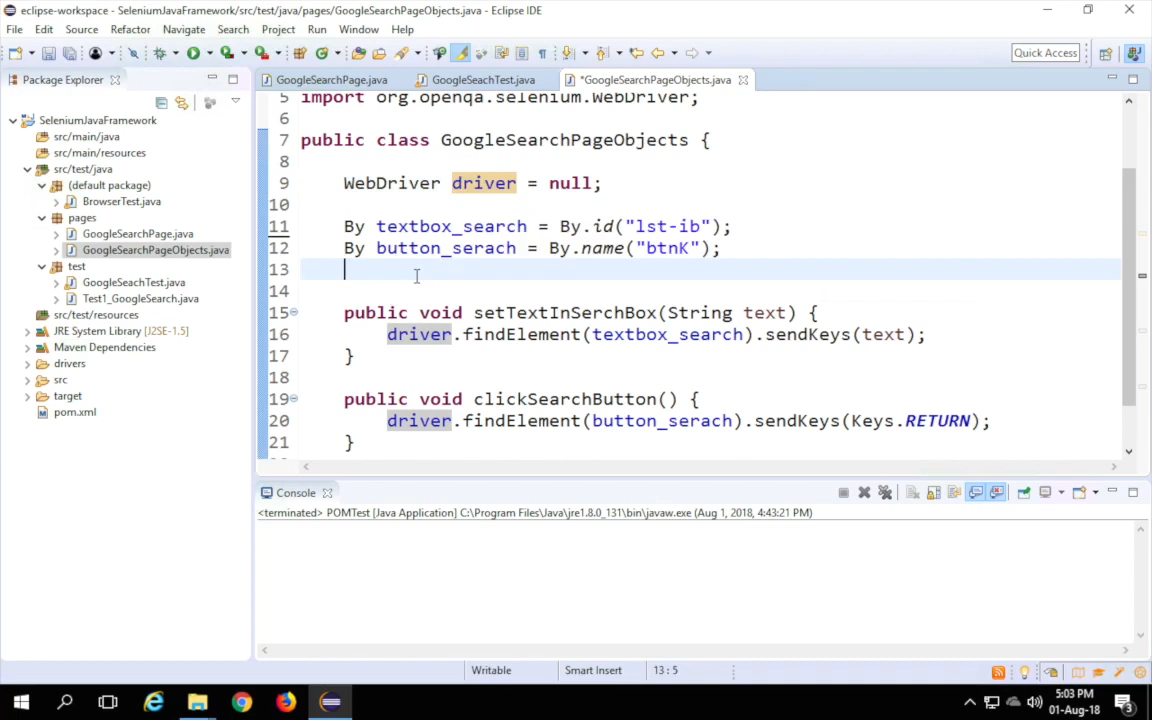 eclipse-workspace - SeleniumJavaFramework/src/test/java/pages/GoogleSearchPageObjects.java - Eclipse IDE
File Edit Source Refactor Navigate Search Project Run Window Help
Quick Access
Package Explorer
GoogleSearchPage.java GoogleSeachTest.java *GoogleSearchPageObjects.java
SeleniumJavaFramework
src/main/java
src/main/resources
src/test/java
(default package)
BrowserTest.java
pages
GoogleSearchPage.java
GoogleSearchPageObjects.java
test
GoogleSeachTest.java
Test1_GoogleSearch.java
src/test/resources
JRE System Library [J2SE-1.5]
Maven Dependencies
drivers
src
target
pom.xml
5 import org.openqa.selenium.WebDriver;
6
7 public class GoogleSearchPageObjects {
8
9 WebDriver driver = null;
10
11 By textbox_search = By.id("lst-ib");
12 By button_serach = By.name("btnK");
13
14
15 public void setTextInSerchBox(String text) {
16 driver.findElement(textbox_search).sendKeys(text);
17 }
18
19 public void clickSearchButton() {
20 driver.findElement(button_serach).sendKeys(Keys.RETURN);
21 }
Console
<terminated> POMTest [Java Application] C:\Program Files\Java\jre1.8.0_131\bin\javaw.exe (Aug 1, 2018, 4:43:21 PM)
Writable Smart Insert 13 : 5
5:03 PM
01-Aug-18
3